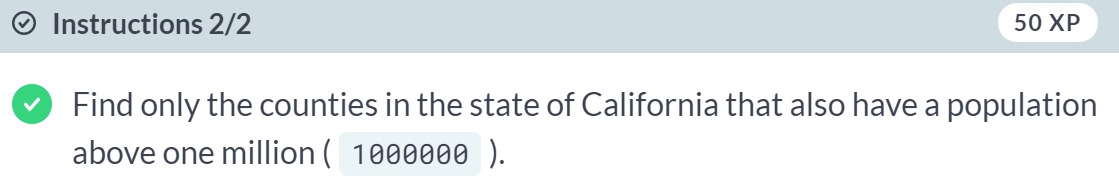 Instructions 2/2
50 XP
Find only the counties in the state of California that also have a population
above one million ( 1000000 ).